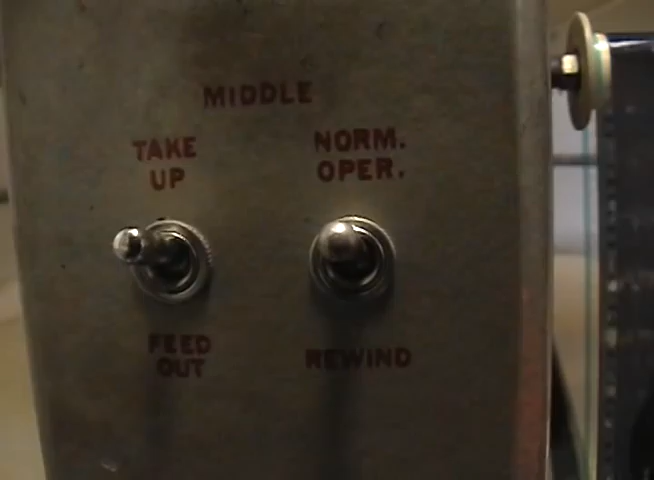 MIDDLE
TAKE
UP
NORM.
OPER.
FEED
OUT
REWIND